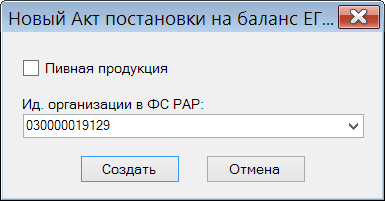 Новый Акт постановки на баланс ЕГ...
Пивная продукция
Ид. организации в ФС РАР:
030000019129
Создать
Отмена